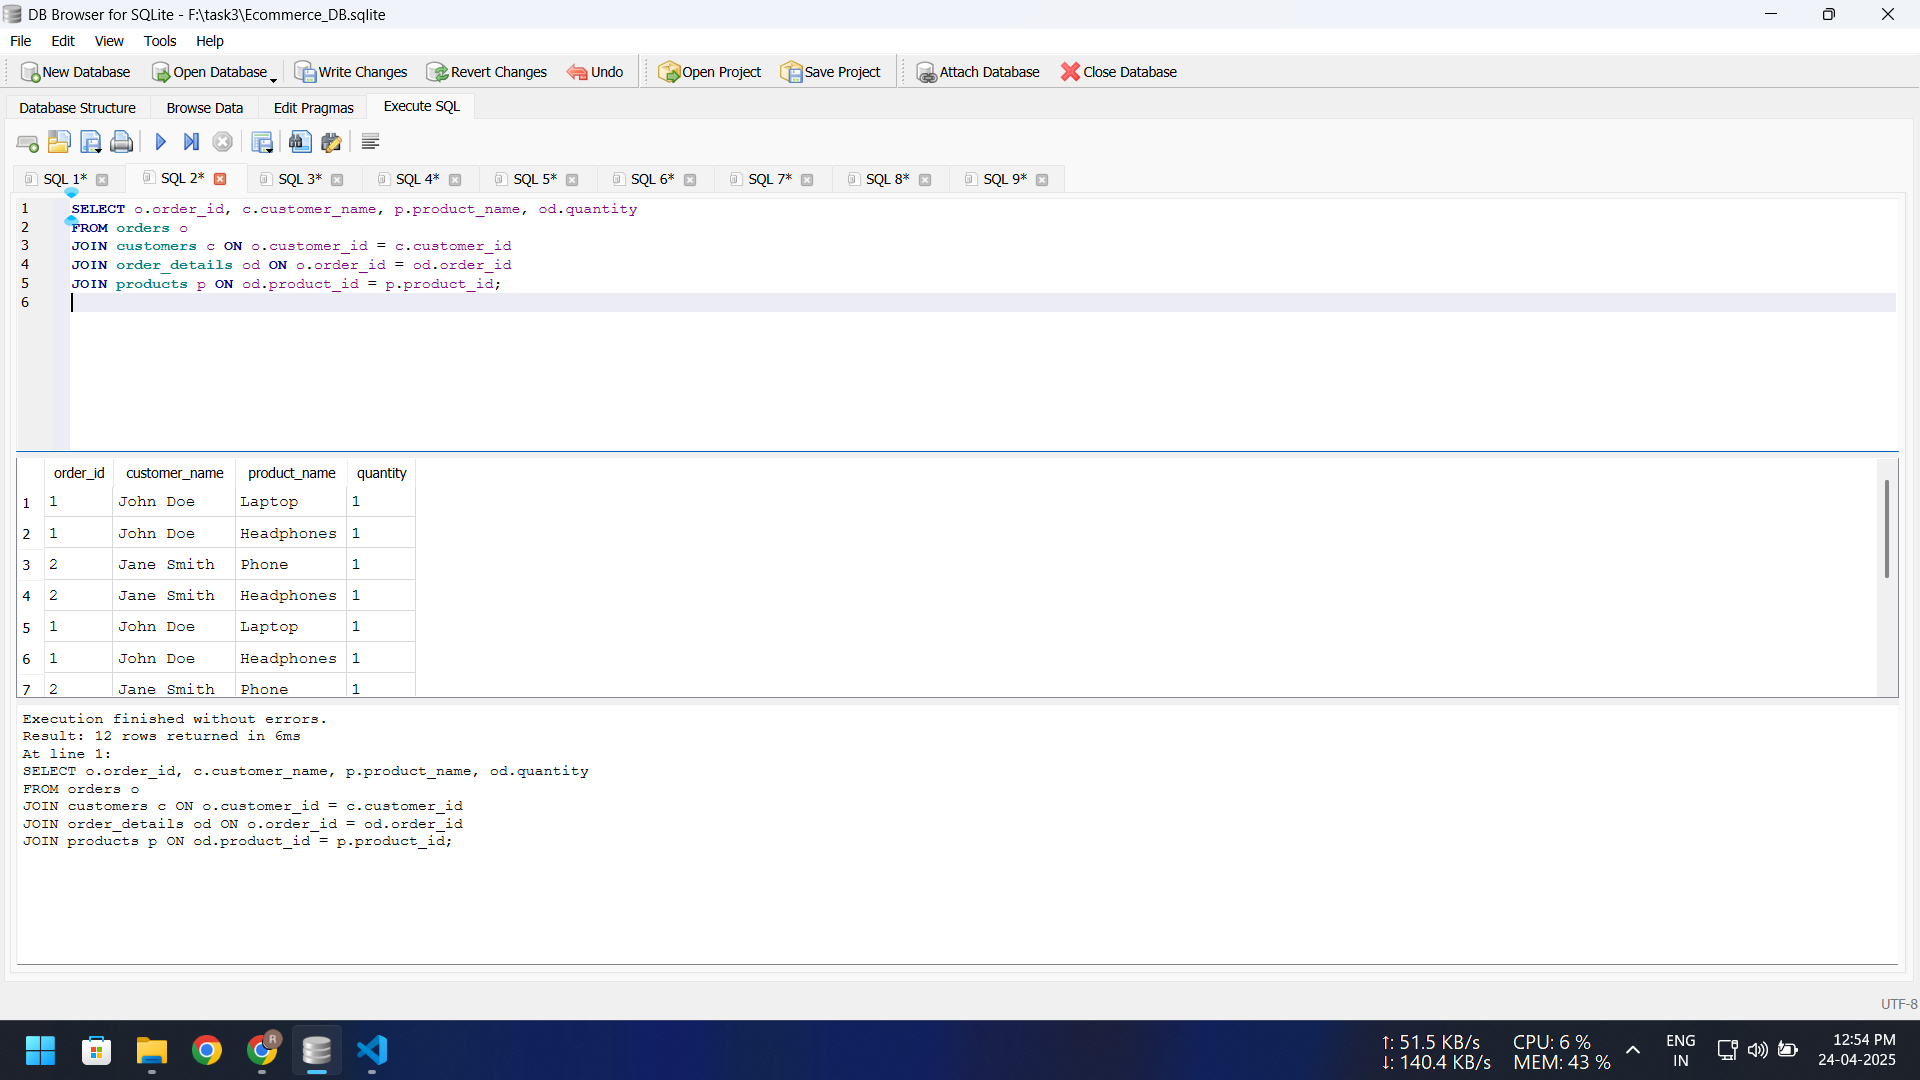 DB Browser for SQLite - F:\task3\Ecommerce_DB.sqlite
File Edit View Tools Help
New Database Open Database Write Changes Revert Changes Undo Open Project Save Project Attach Database Close Database
Database Structure Browse Data Edit Pragmas Execute SQL
SQL 1* SQL 2* SQL 3* SQL 4* SQL 5* SQL 6* SQL 7* SQL 8* SQL 9*
1 SELECT o.order_id, c.customer_name, p.product_name, od.quantity
2 FROM orders o
3 JOIN customers c ON o.customer_id = c.customer_id
4 JOIN order_details od ON o.order_id = od.order_id
5 JOIN products p ON od.product_id = p.product_id;
6
order_id customer_name product_name quantity
1 1 John Doe Laptop 1
2 1 John Doe Headphones 1
3 2 Jane Smith Phone 1
4 2 Jane Smith Headphones 1
5 1 John Doe Laptop 1
6 1 John Doe Headphones 1
7 2 Jane Smith Phone 1
Execution finished without errors.
Result: 12 rows returned in 6ms
At line 1:
SELECT o.order_id, c.customer_name, p.product_name, od.quantity
FROM orders o
JOIN customers c ON o.customer_id = c.customer_id
JOIN order_details od ON o.order_id = od.order_id
JOIN products p ON od.product_id = p.product_id;
UTF-8
R
↑: 51.5 KB/s CPU: 6 % ENG 12:54 PM
↓: 140.4 KB/s MEM: 43 % IN 24-04-2025